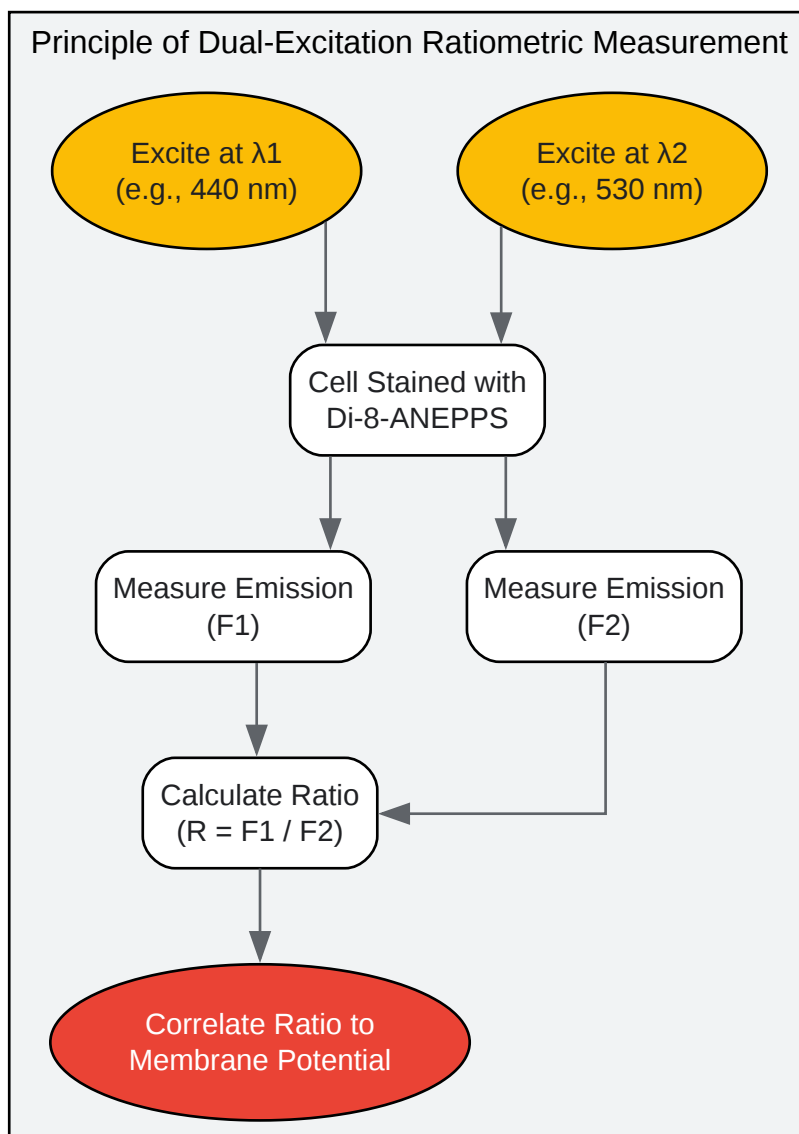 Principle of Dual-Excitation Ratiometric Measurement
Excite at λ1
(e.g., 440 nm)
Excite at λ2
(e.g., 530 nm)
Cell Stained with
Di-8-ANEPPS
Measure Emission
(F1)
Measure Emission
(F2)
Calculate Ratio
(R = F1 / F2)
Correlate Ratio to
Membrane Potential